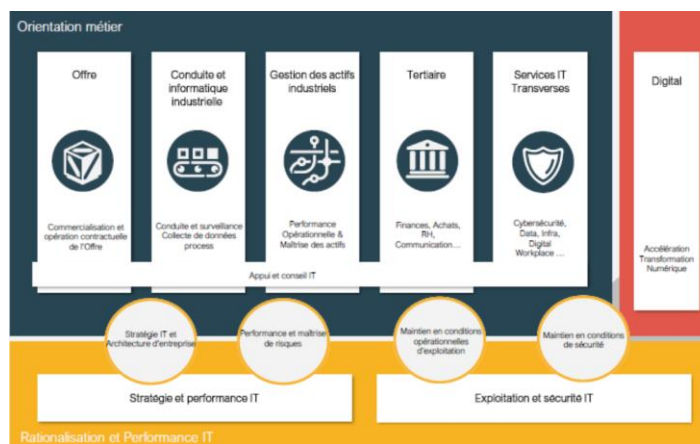 Orientation métier
Offre
Commercialisation et
opération contractuelle
de l'Offre
Conduite et
informatique
industrielle
Conduite et surveillance
Collecte de données
process
Gestion des actifs
industriels
Performance
Opérationnelle &
Maîtrise des actifs
Tertiaire
Finances, Achats,
RH,
Communication…
Services IT
Transverses
Cybersécurité,
Data, Infra,
Digital
Workplace …
Digital
Accélération
Transformation
Numérique
Appui et conseil IT
Stratégie IT et
Architecture d'entreprise
Performance et maîtrise
de risques
Maintien en conditions
opérationnelles
d'exploitation
Maintien en conditions
de sécurité
Stratégie et performance IT
Exploitation et sécurité IT
Rationalisation et Performance IT